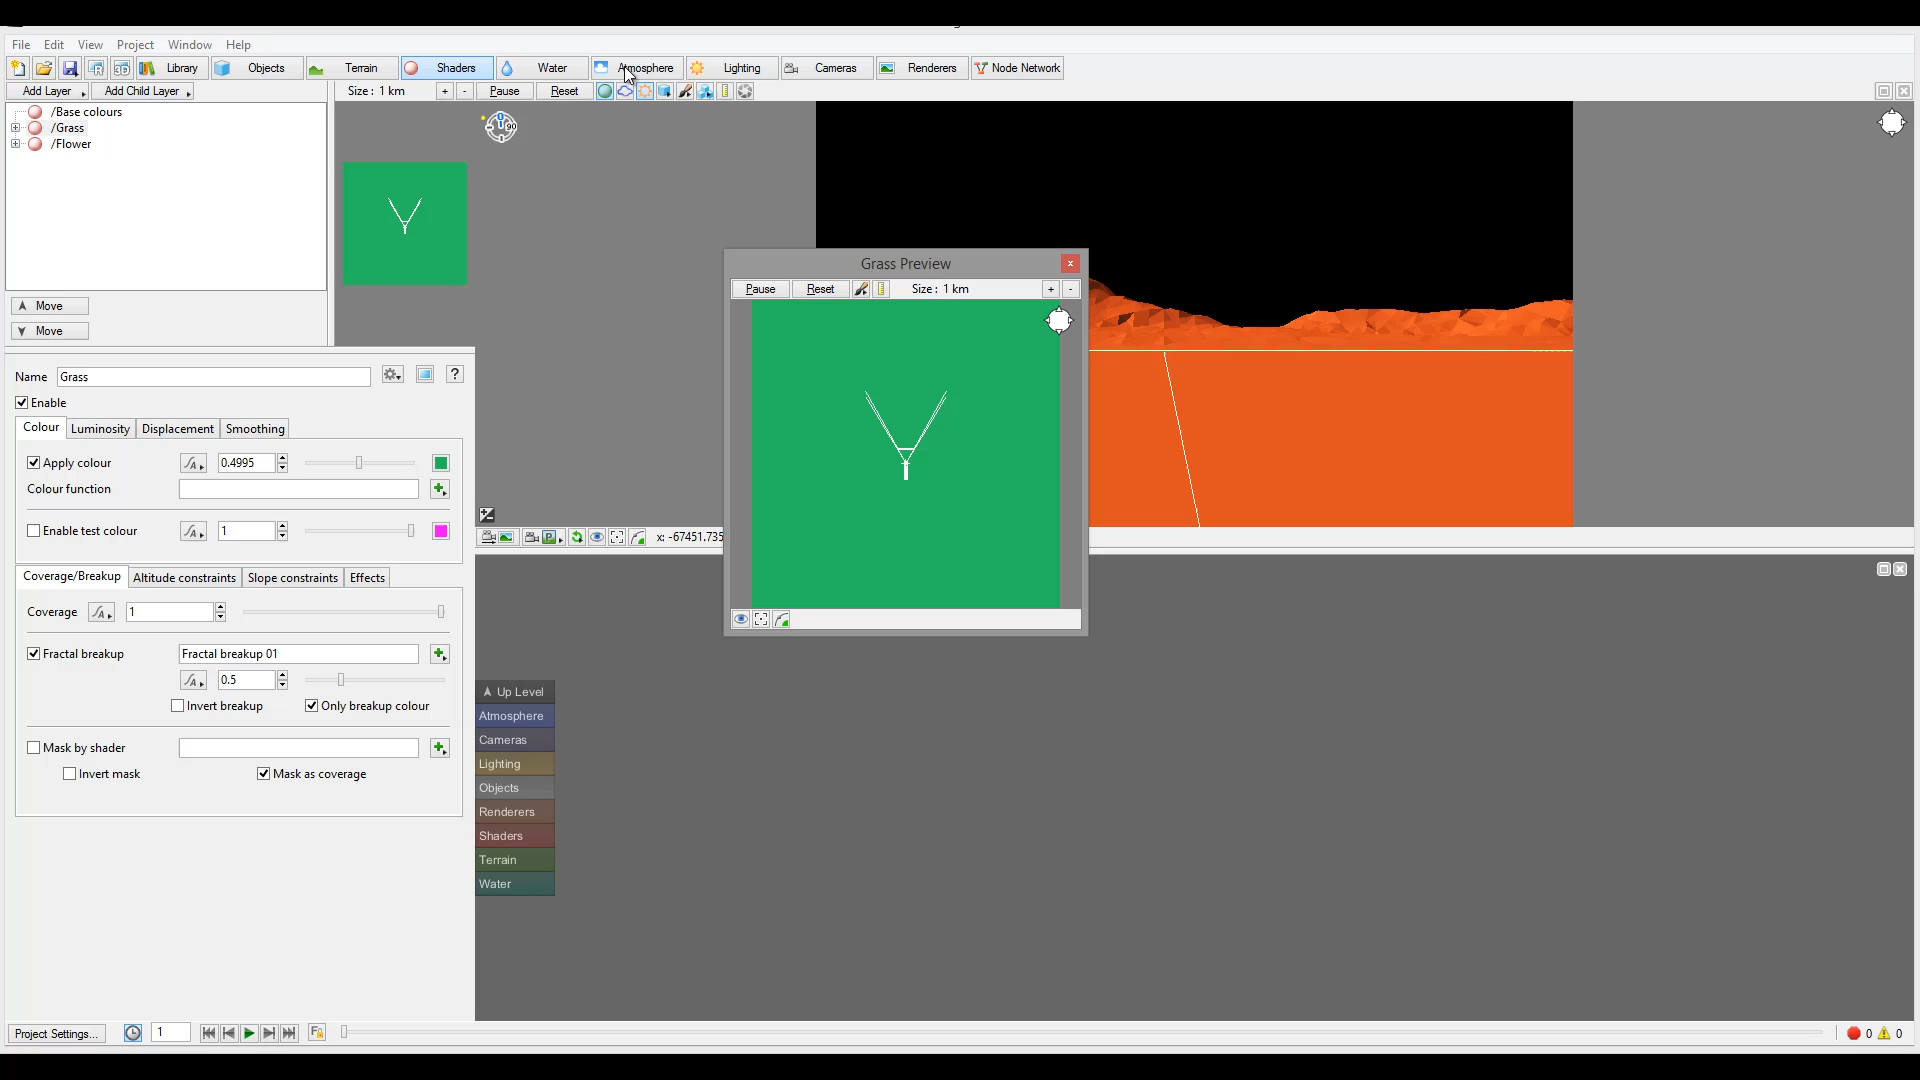 File Edit View Project Window Help
Library Objects Terrain Shaders Water Atmosphere Lighting Cameras Renderers Node Network
Add Layer Add Child Layer Size: 1 km + - Pause Reset
/Base colours
/Grass
/Flower
90
Move
Move
Grass Preview x
Pause Reset Size: 1 km + -
Name Grass ?
Enable
Colour Luminosity Displacement Smoothing
Apply colour 0.4995
Colour function
Enable test colour 1
x: -67451.735
Coverage/Breakup Altitude constraints Slope constraints Effects
Coverage 1
Fractal breakup Fractal breakup 01
0.5
Invert breakup Only breakup colour
Mask by shader
Invert mask Mask as coverage
Up Level
Atmosphere
Cameras
Lighting
Objects
Renderers
Shaders
Terrain
Water
Project Settings... 1 0 0